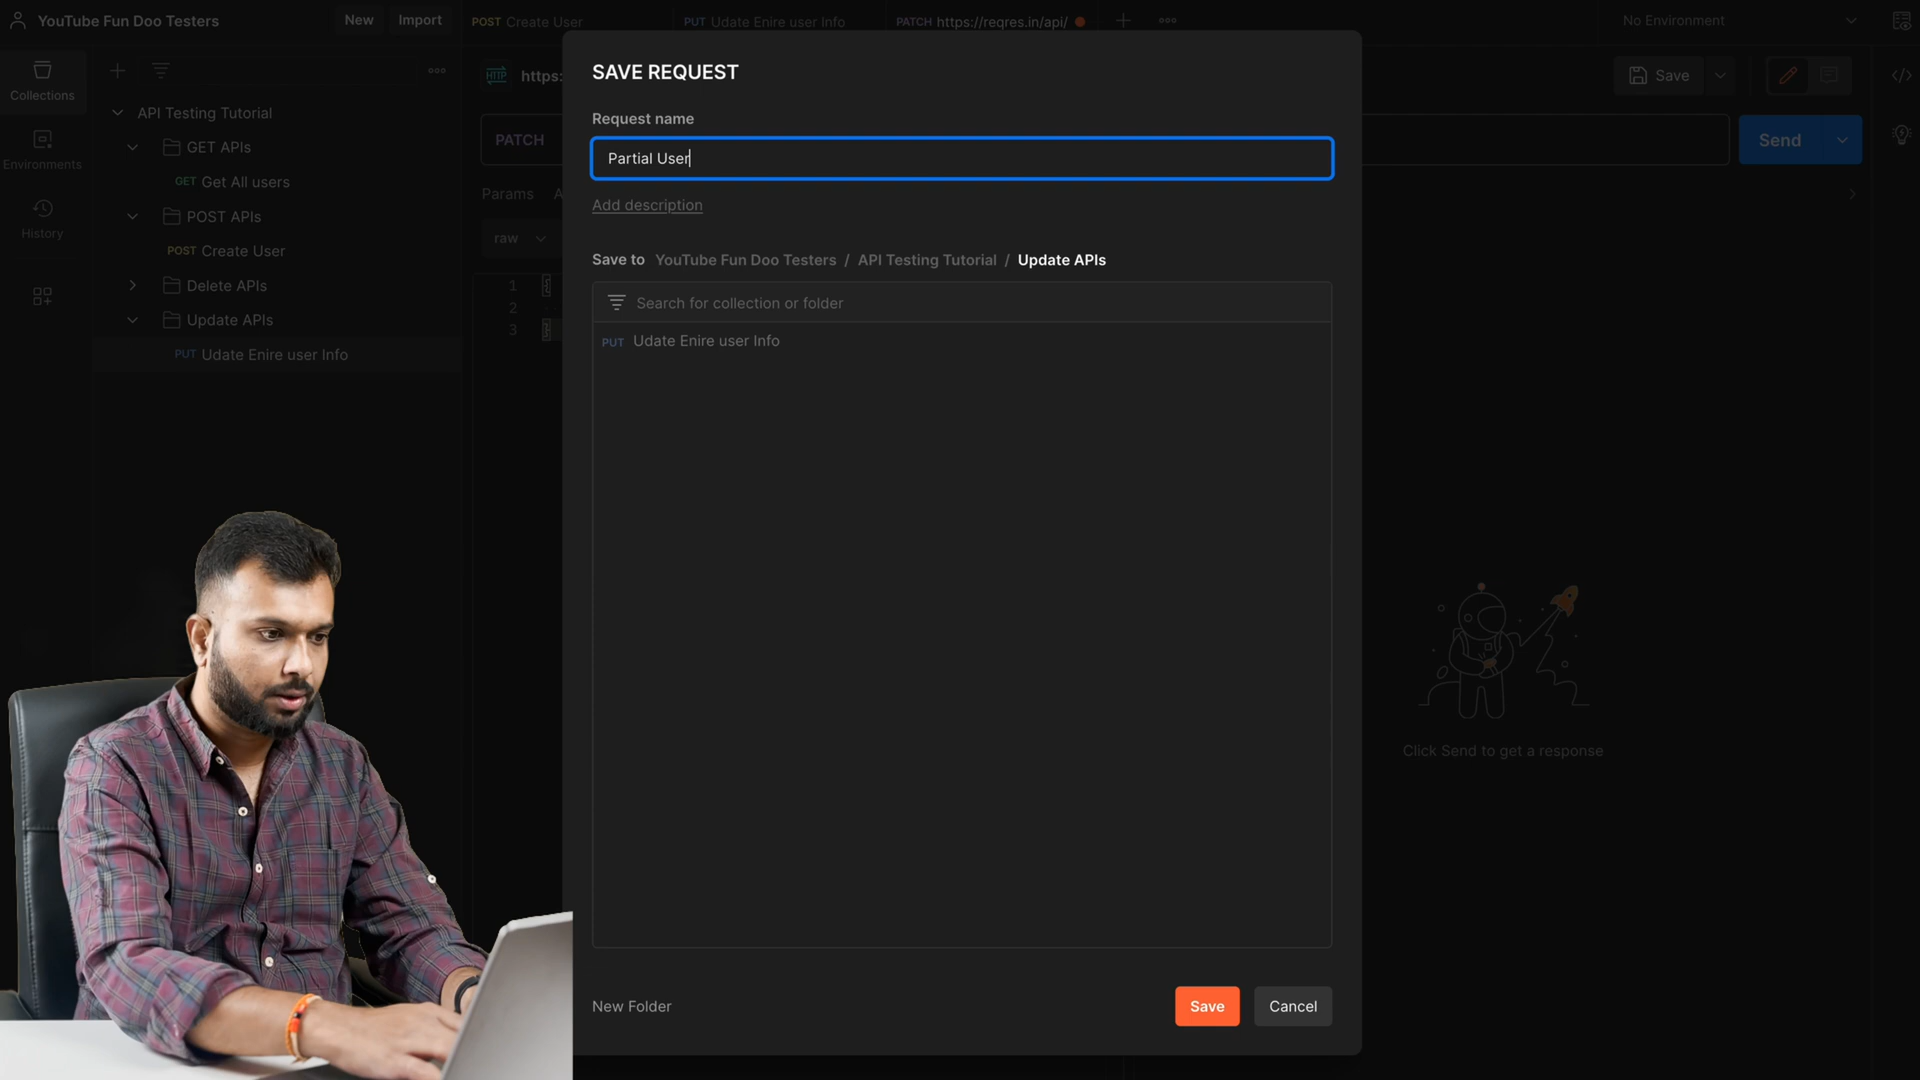 YouTube Fun Doo Testers
New
Import
POST Create User
PUT Udate Enire user Info
PATCH https://reqres.in/api/
No Environment
Collections
API Testing Tutorial
https:
Save
GET APIs
PATCH
Send
Environments
GET Get All users
Params
POST APIs
History
POST Create User
raw
Delete APIs
Update APIs
PUT Udate Enire user Info
1
2
3
SAVE REQUEST
Request name
Partial User
Add description
Save to YouTube Fun Doo Testers / API Testing Tutorial / Update APIs
Search for collection or folder
PUT Udate Enire user Info
Click Send to get a response
New Folder
Save
Cancel